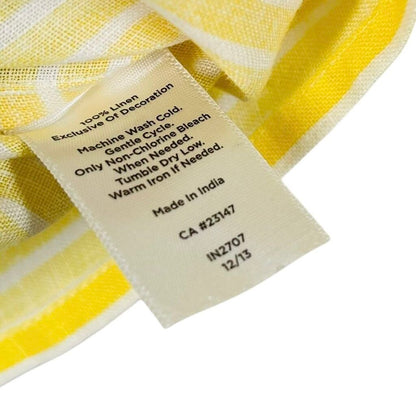 100% Linen
Exclusive Of Decoration
Machine Wash Cold.
Gentle Cycle.
Only Non-Chlorine Bleach
When Needed.
Tumble Dry Low.
Warm Iron If Needed.
Made in India
CA #23147
IN2707
12/13